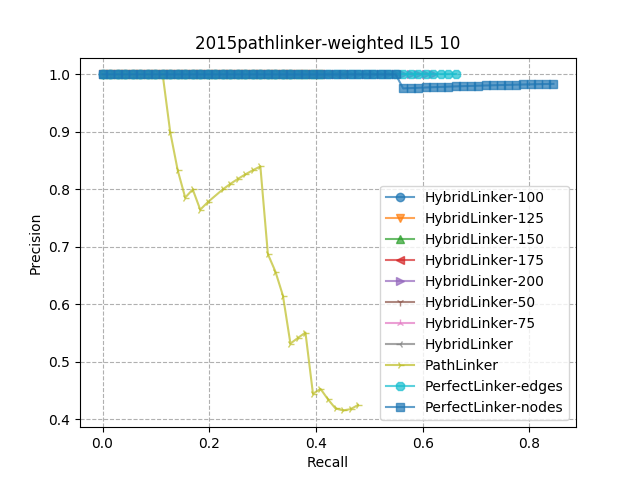 2015pathlinker-weighted IL5 10
Precision
1.0
0.9
0.8
0.7
0.6
0.5
0.4
HybridLinker-100
HybridLinker-125
HybridLinker-150
HybridLinker-175
HybridLinker-200
HybridLinker-50
HybridLinker-75
HybridLinker
PathLinker
PerfectLinker-edges
PerfectLinker-nodes
0.0 0.2 0.4 0.6 0.8
Recall